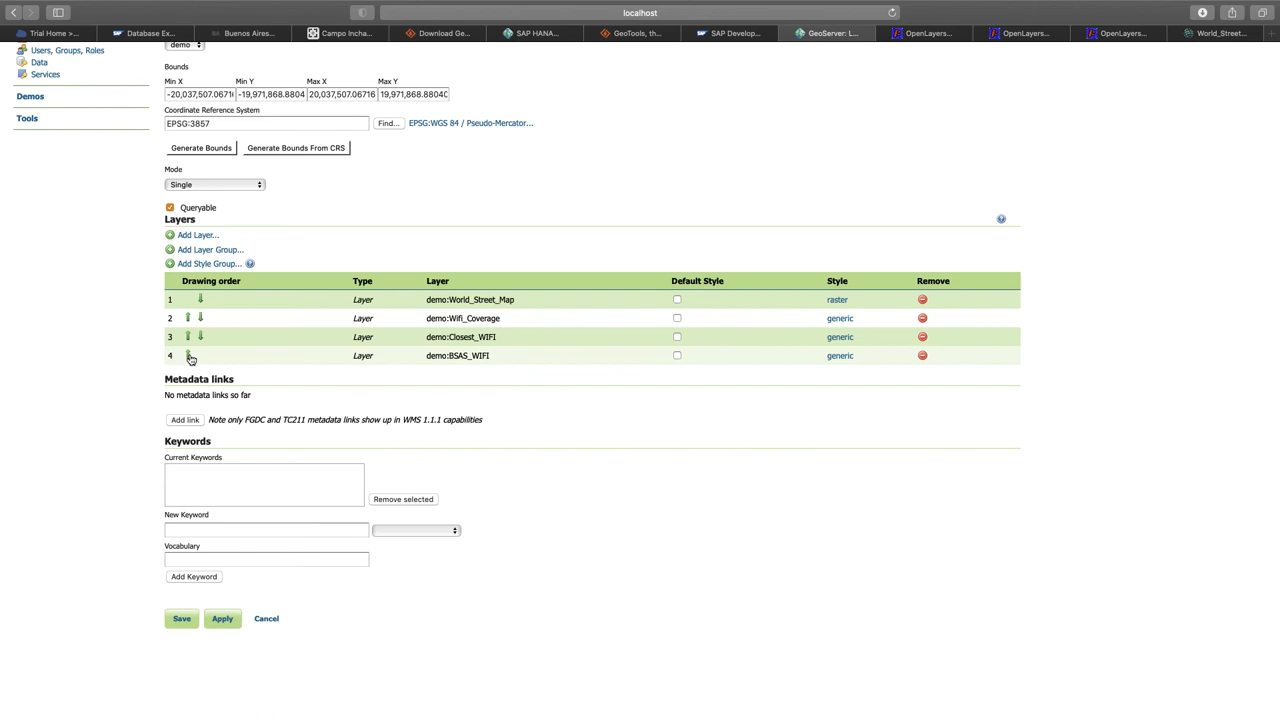 localhost
Trial Home >...
Database Ex...
Buenos Aires...
Campo Incha...
Download Ge...
SAP HANA...
GeoTools, th...
SAP Develop...
GeoServer: L...
OpenLayers...
OpenLayers...
OpenLayers...
World_Street...
Users, Groups, Roles
Data
Services
Demos
Tools
demo
Bounds
Min X Min Y Max X Max Y
-20,037,507.0671 -19,971,868.8804 20,037,507.06716 19,971,868.8804
Coordinate Reference System
EPSG:3857 Find... EPSG:WGS 84 / Pseudo-Mercator...
Generate Bounds Generate Bounds From CRS
Mode
Single
Queryable
Layers
Add Layer...
Add Layer Group...
Add Style Group...
Drawing order Type Layer Default Style Style Remove
1 Layer demo:World_Street_Map raster
2 Layer demo:Wifi_Coverage generic
3 Layer demo:Closest_WIFI generic
4 Layer demo:BSAS_WIFI generic
Metadata links
No metadata links so far
Add link Note only FGDC and TC211 metadata links show up in WMS 1.1.1 capabilities
Keywords
Current Keywords
Remove selected
New Keyword
Vocabulary
Add Keyword
Save Apply Cancel